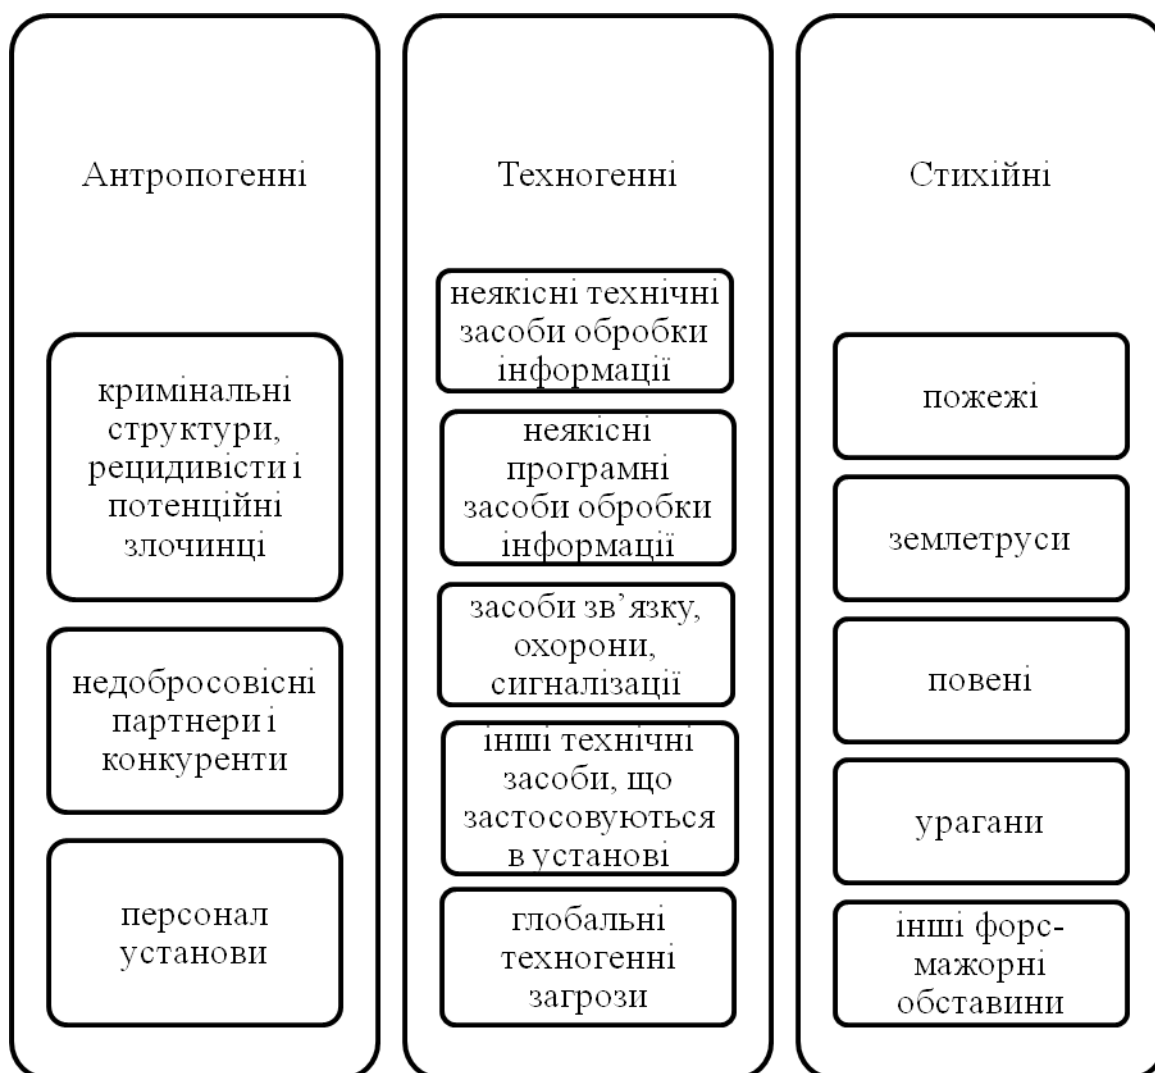 Антропогенні
кримінальні
структури,
рецидивісти і
потенційні
злочинці
недобросовісні
партнери і
конкуренти
персонал
установи
Техногенні
неякісні технічні
засоби обробки
інформації
неякісні
програмні
засоби обробки
інформації
засоби зв’язку,
охорони,
сигналізації
інші технічні
засоби, що
застосовуються
в установі
глобальні
техногенні
загрози
Стихійні
пожежі
землетруси
повені
урагани
інші форс-
мажорні
обставини